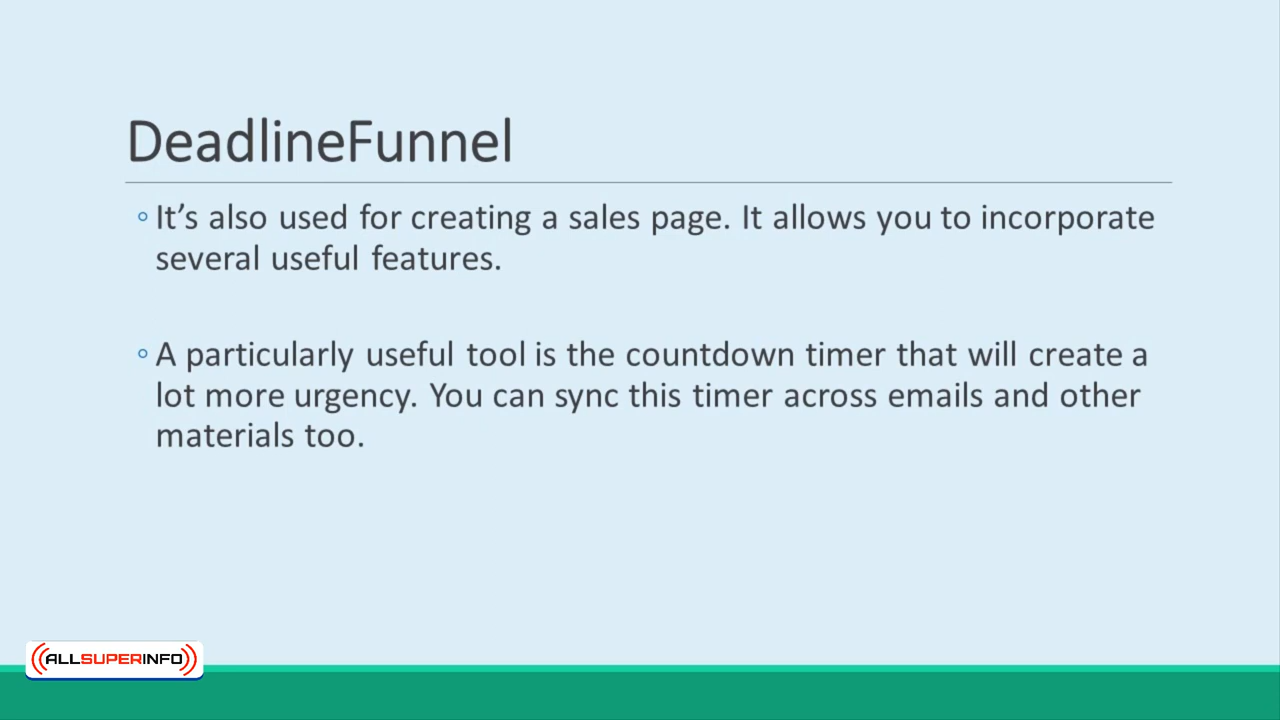 DeadlineFunnel
◦ It’s also used for creating a sales page. It allows you to incorporate
several useful features.
◦ A particularly useful tool is the countdown timer that will create a
lot more urgency. You can sync this timer across emails and other
materials too.
ALLSUPERINFO